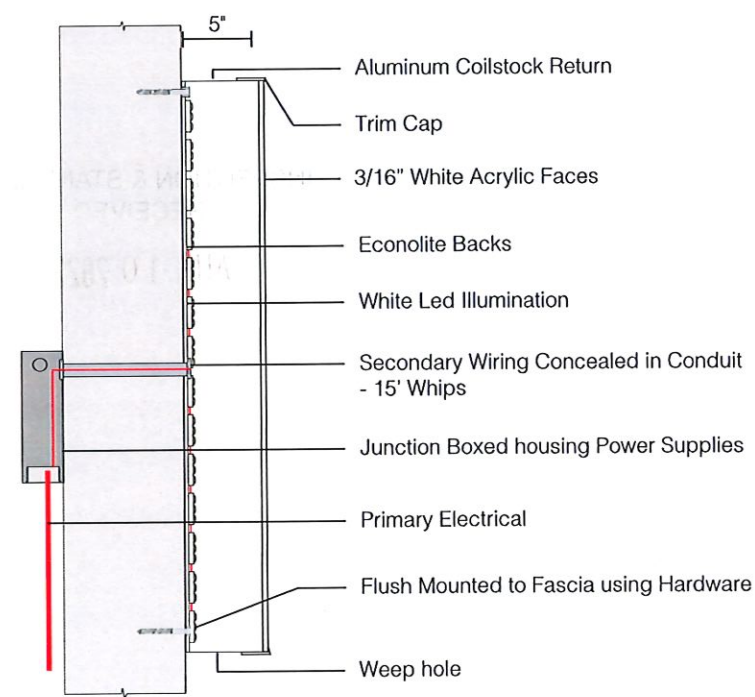 5"
Aluminum Coilstock Return
Trim Cap
3/16" White Acrylic Faces
Econolite Backs
White Led Illumination
Secondary Wiring Concealed in Conduit
- 15' Whips
Junction Boxed housing Power Supplies
Primary Electrical
Flush Mounted to Fascia using Hardware
Weep hole